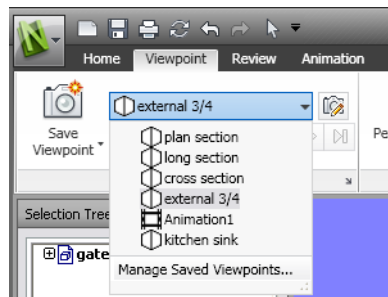 Home Viewpoint Review Animation
external 3/4
Save
Viewpoint
plan section
long section
cross section
external 3/4
Animation1
kitchen sink
Manage Saved Viewpoints...
Pe
Selection Tree
gate